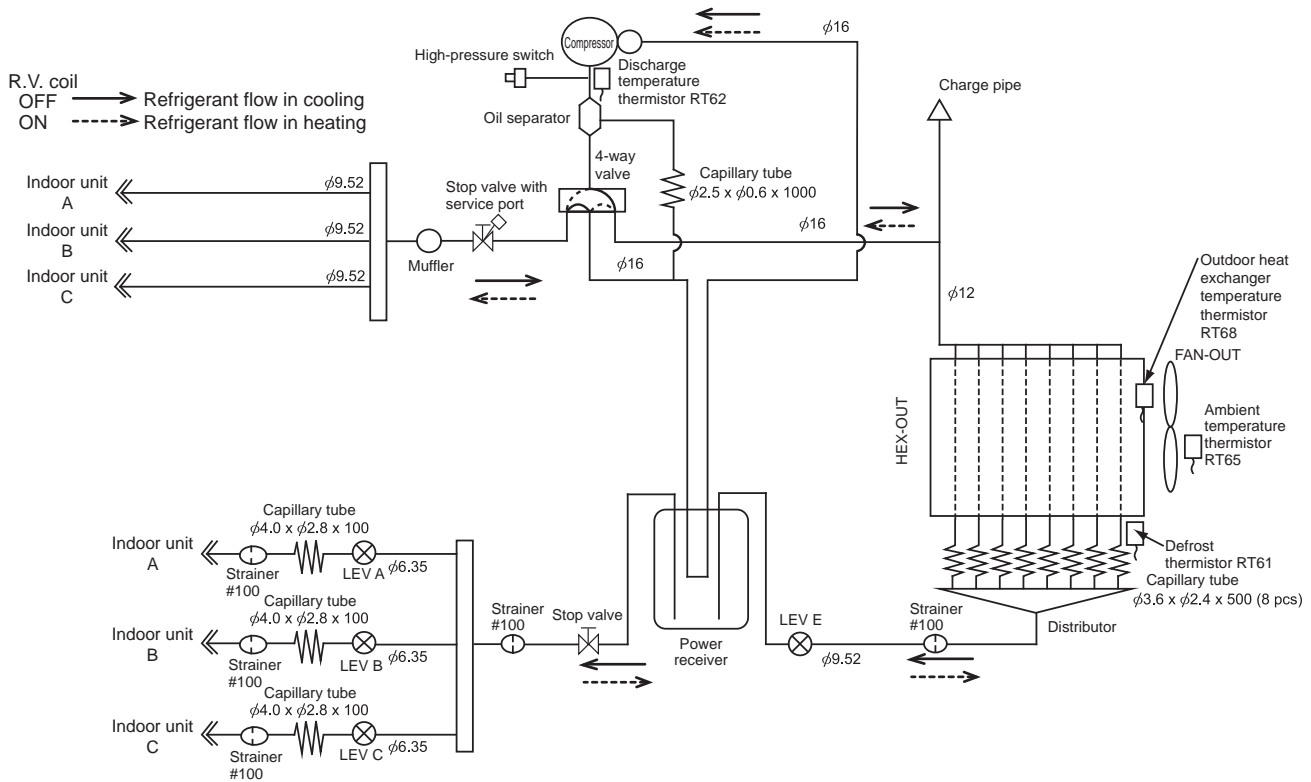 R.V. coil
OFF Refrigerant flow in cooling
ON Refrigerant flow in heating
Compressor
High-pressure switch
Discharge
temperature
thermistor RT62
Oil separator
4-way
valve
Capillary tube
ϕ2.5 x ϕ0.6 x 1000
ϕ16
Charge pipe
Indoor unit
A
ϕ9.52
Indoor unit
B
ϕ9.52
Indoor unit
C
ϕ9.52
Muffler
Stop valve with
service port
ϕ16
ϕ16
ϕ12
Outdoor heat
exchanger
temperature
thermistor
RT68
FAN-OUT
HEX-OUT
Ambient
temperature
thermistor
RT65
Defrost
thermistor RT61
Capillary tube
ϕ3.6 x ϕ2.4 x 500 (8 pcs)
Distributor
Strainer
#100
LEV E
ϕ9.52
Power
receiver
Stop valve
Strainer
#100
Capillary tube
ϕ4.0 x ϕ2.8 x 100
Indoor unit
A
Strainer
#100
LEV A
ϕ6.35
Capillary tube
ϕ4.0 x ϕ2.8 x 100
Indoor unit
B
Strainer
#100
LEV B
ϕ6.35
Capillary tube
ϕ4.0 x ϕ2.8 x 100
Indoor unit
C
Strainer
#100
LEV C
ϕ6.35